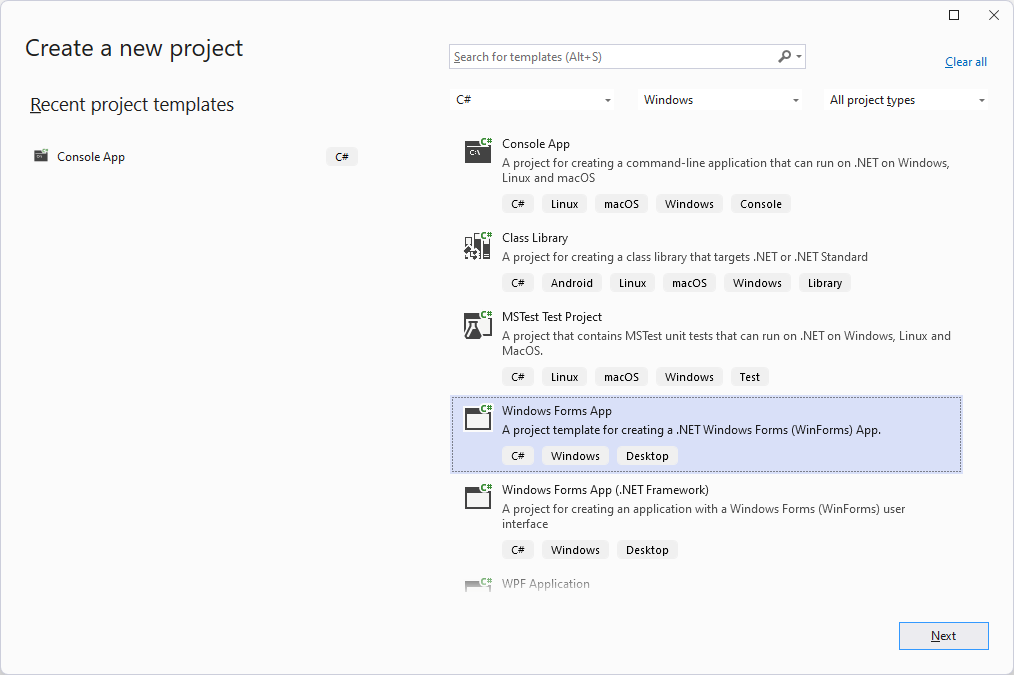 Create a new project
Search for templates (Alt+S)
Clear all
Recent project templates
C#
Windows
All project types
Console App
C#
C#
C:\
Console App
A project for creating a command-line application that can run on .NET on Windows,
Linux and macOS
C# Linux macOS Windows Console
C#
Class Library
A project for creating a class library that targets .NET or .NET Standard
C# Android Linux macOS Windows Library
C#
MSTest Test Project
A project that contains MSTest unit tests that can run on .NET on Windows, Linux and
MacOS.
C# Linux macOS Windows Test
C#
Windows Forms App
A project template for creating a .NET Windows Forms (WinForms) App.
C# Windows Desktop
C#
Windows Forms App (.NET Framework)
A project for creating an application with a Windows Forms (WinForms) user
interface
C# Windows Desktop
C#
WPF Application
Next